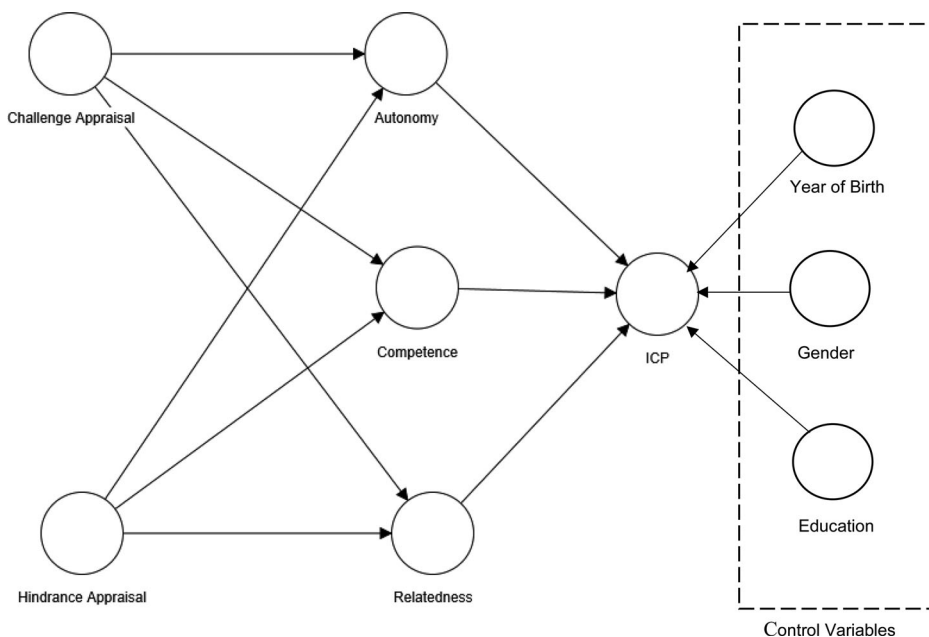 Challenge Appraisal
Autonomy
Year of Birth
Competence
ICP
Gender
Education
Hindrance Appraisal
Relatedness
Control Variables